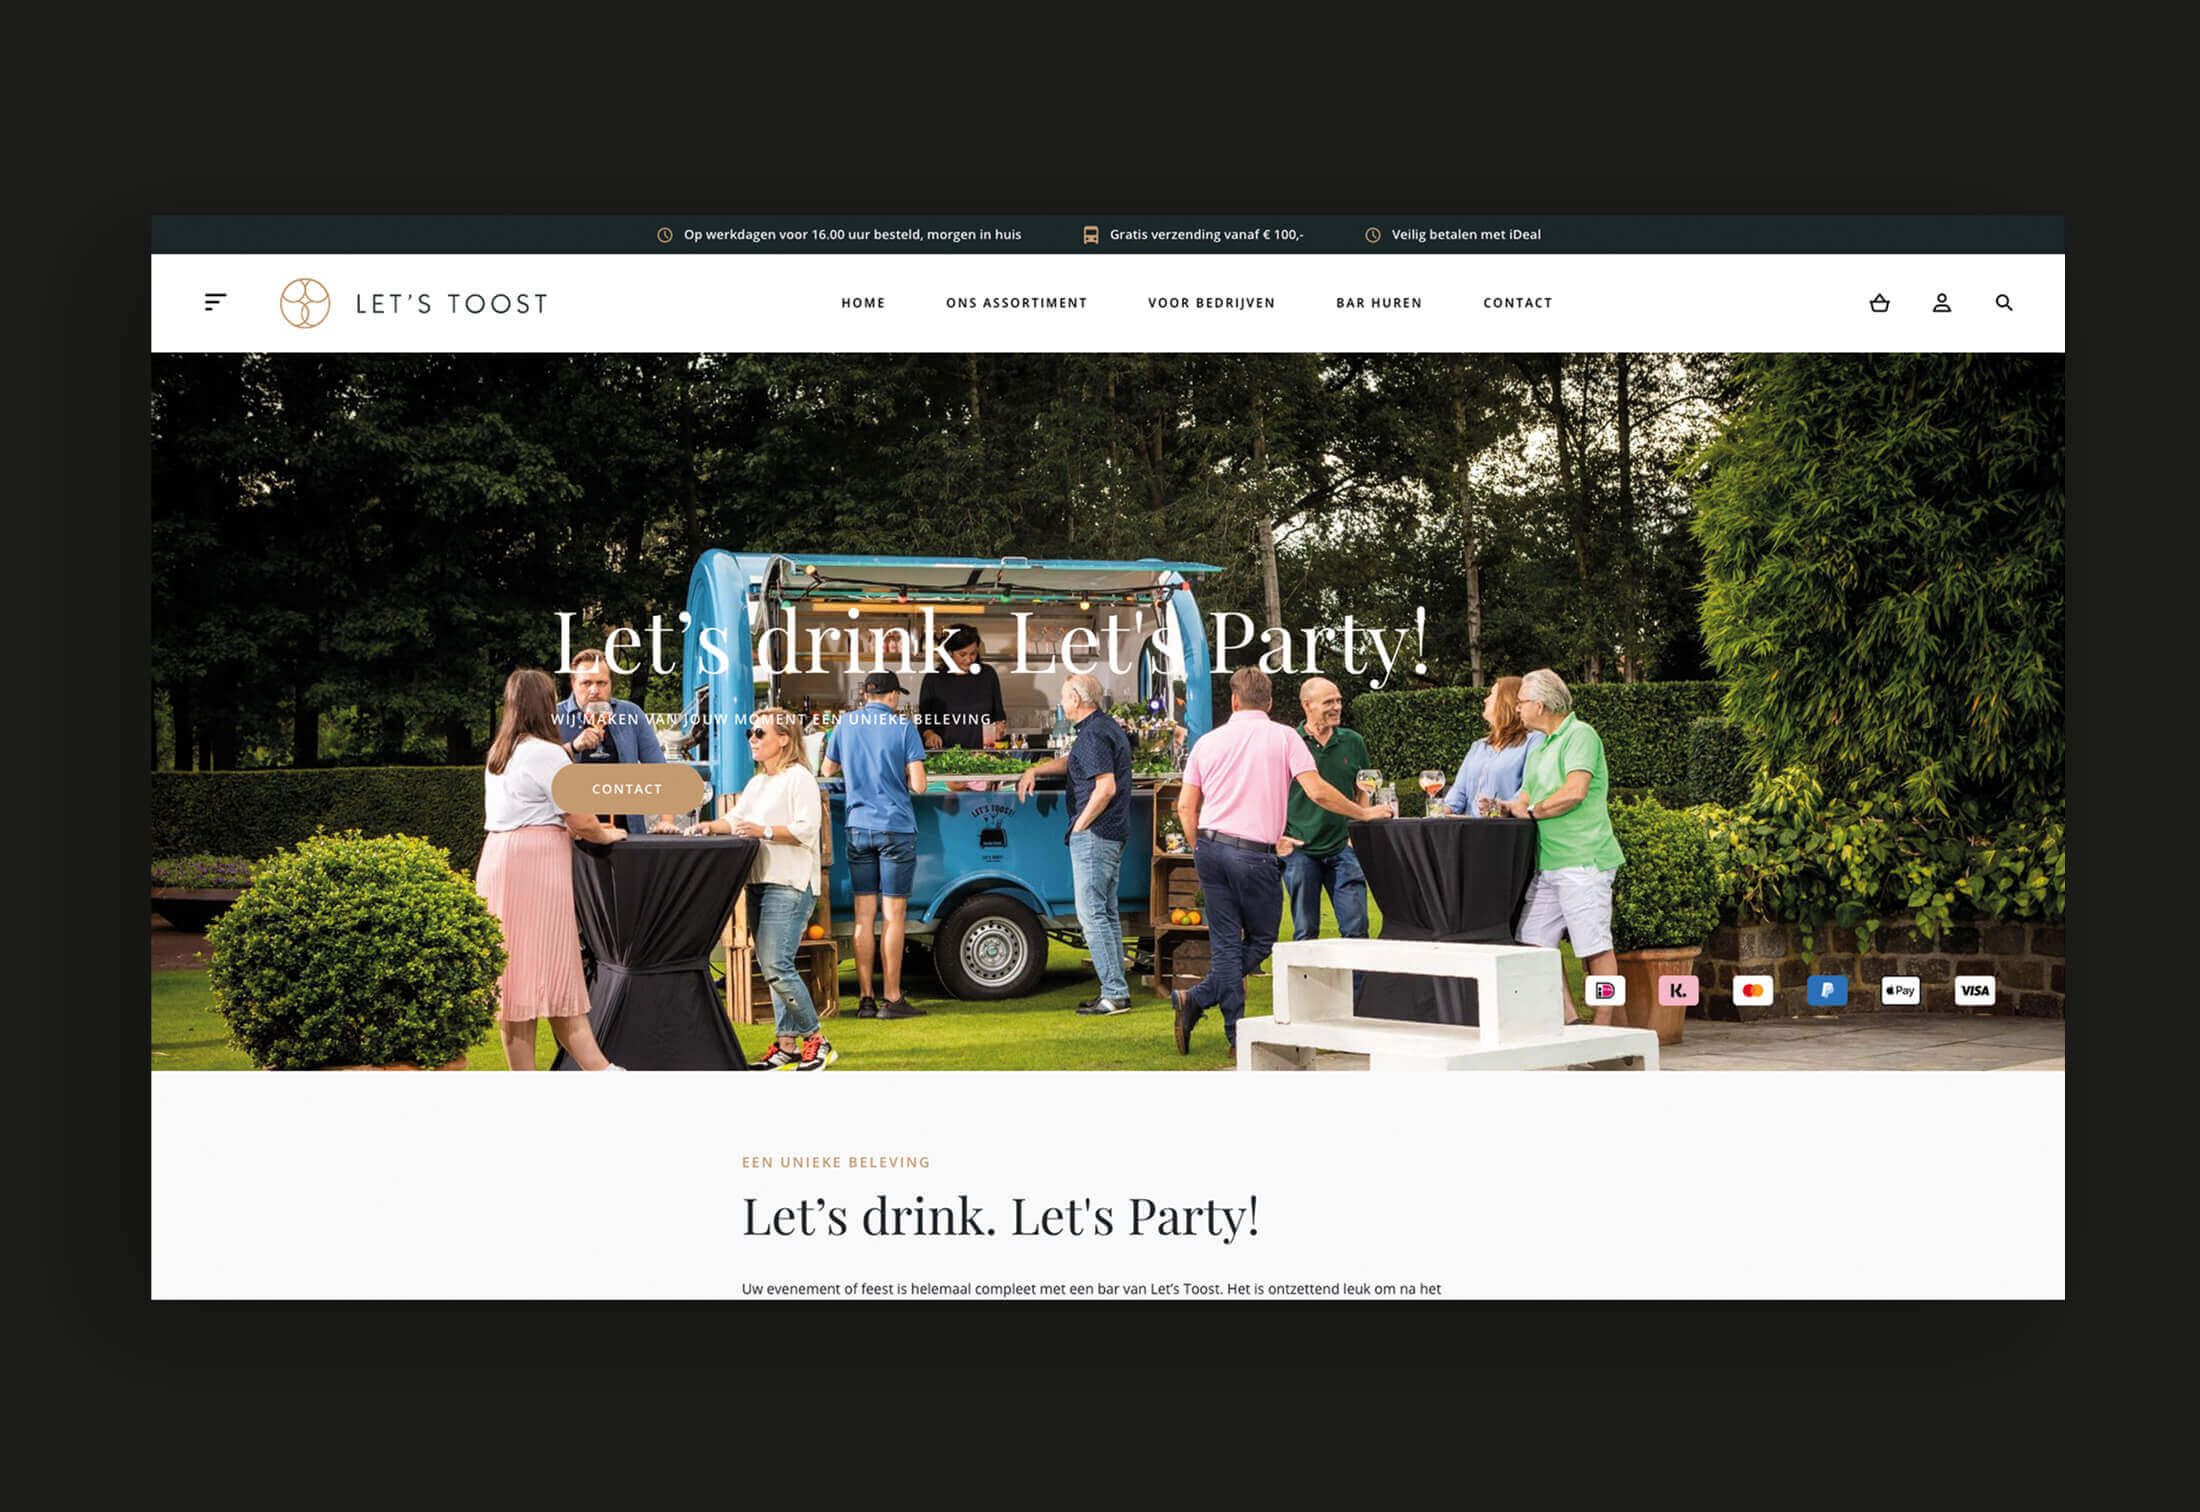 Op werkdagen voor 16.00 uur besteld, morgen in huis
Gratis verzending vanaf € 100,-
Veilig betalen met iDeal
LET'S TOOST
HOME
ONS ASSORTIMENT
VOOR BEDRIJVEN
BAR HUREN
CONTACT
Let’s drink. Let's Party!
WIJ MAKEN VAN JOUW MOMENT EEN UNIEKE BELEVING
CONTACT
LET'S TOOST!
K.
Pay
VISA
EEN UNIEKE BELEVING
Let’s drink. Let's Party!
Uw evenement of feest is helemaal compleet met een bar van Let’s Toost. Het is ontzettend leuk om na het